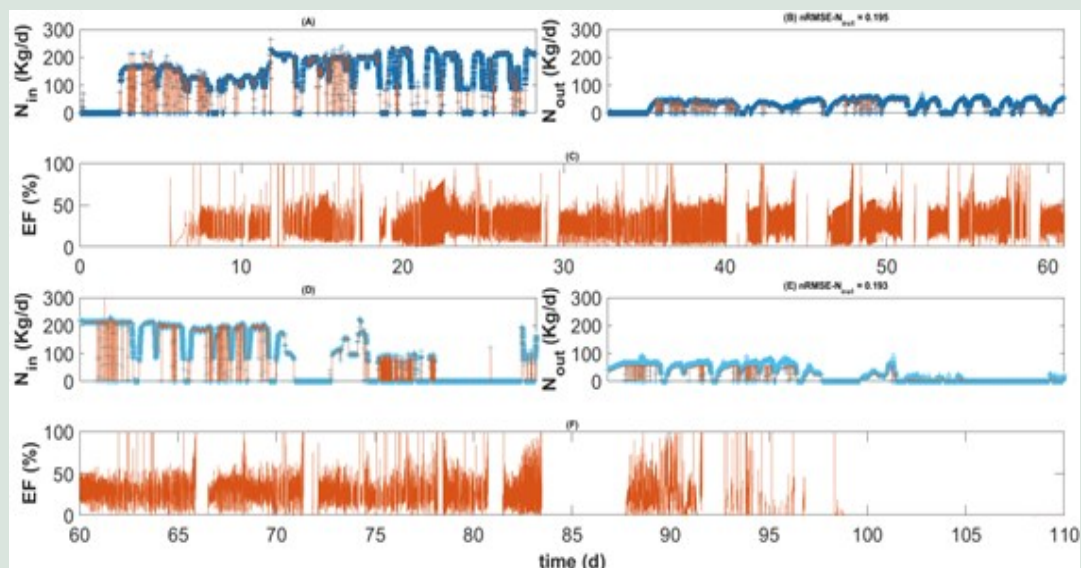 (A)
N_in (Kg/d)
300
200
100
0
(B) nRMSE-N_out = 0.195
N_out (Kg/d)
300
200
100
0
(C)
EF (%)
100
50
0
0 10 20 30 40 50 60
(D)
N_in (Kg/d)
300
200
100
0
(E) nRMSE-N_out = 0.193
N_out (Kg/d)
300
200
100
0
(F)
EF (%)
100
50
0
60 65 70 75 80 85 90 95 100 105 110
time (d)